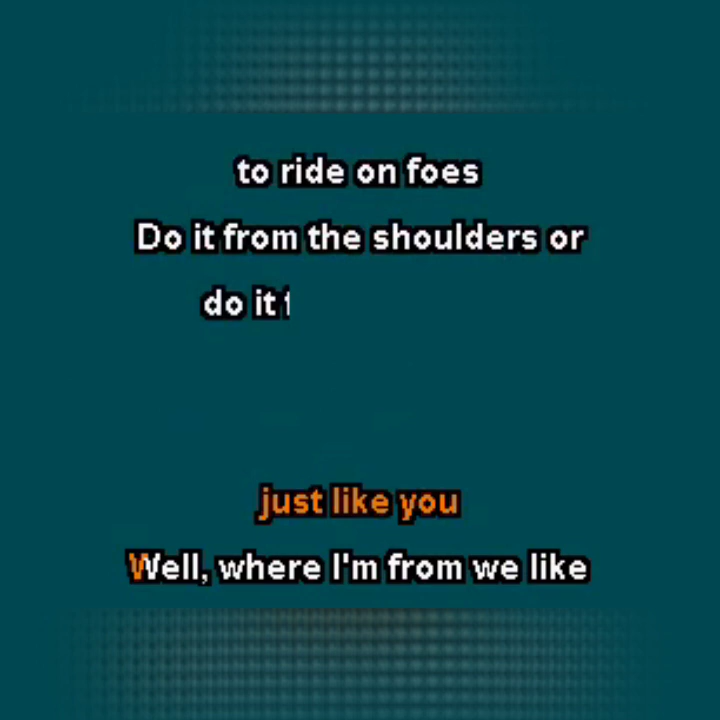 to ride on foes
Do it from the shoulders or
do it
just like you
Well, where I'm from we like